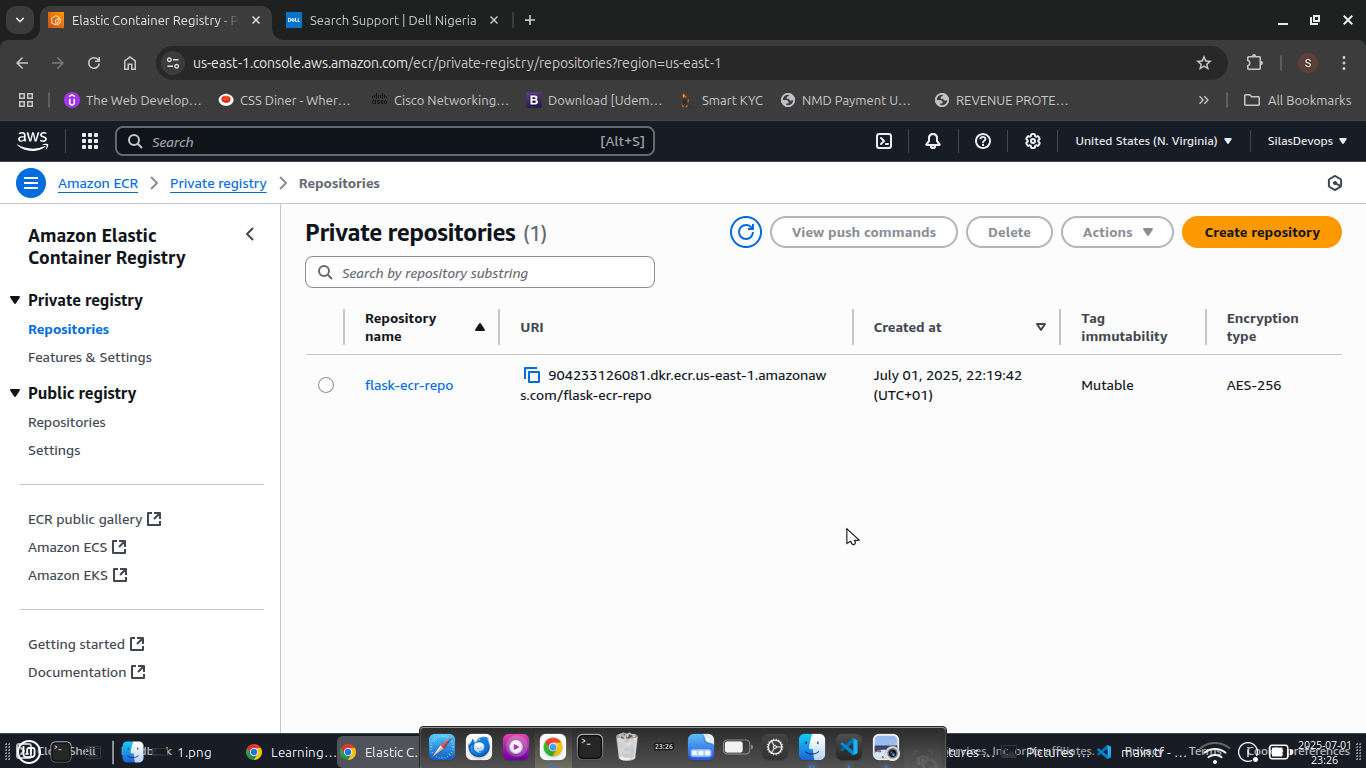 Elastic Container Registry - P
Search Support | Dell Nigeria
us-east-1.console.aws.amazon.com/ecr/private-registry/repositories?region=us-east-1
S
The Web Develop...
CSS Diner - Wher...
Cisco Networking...
Download [Udem...
Smart KYC
NMD Payment U...
REVENUE PROTE...
All Bookmarks
aws
Search
[Alt+S]
United States (N. Virginia)
SilasDevops
Amazon ECR
Private registry
Repositories
Amazon Elastic
Container Registry
Private registry
Repositories
Features & Settings
Public registry
Repositories
Settings
ECR public gallery
Amazon ECS
Amazon EKS
Getting started
Documentation
Private repositories (1)
View push commands
Delete
Actions
Create repository
Search by repository substring
Repository
name
URI
Created at
Tag
immutability
Encryption
type
flask-ecr-repo
904233126081.dkr.ecr.us-east-1.amazonaw
s.com/flask-ecr-repo
July 01, 2025, 22:19:42
(UTC+01)
Mutable
AES-256
1.png
Learning...
Elastic C...
23:26
Pictures ...
main.tf - ...
2025-07-01
23:26